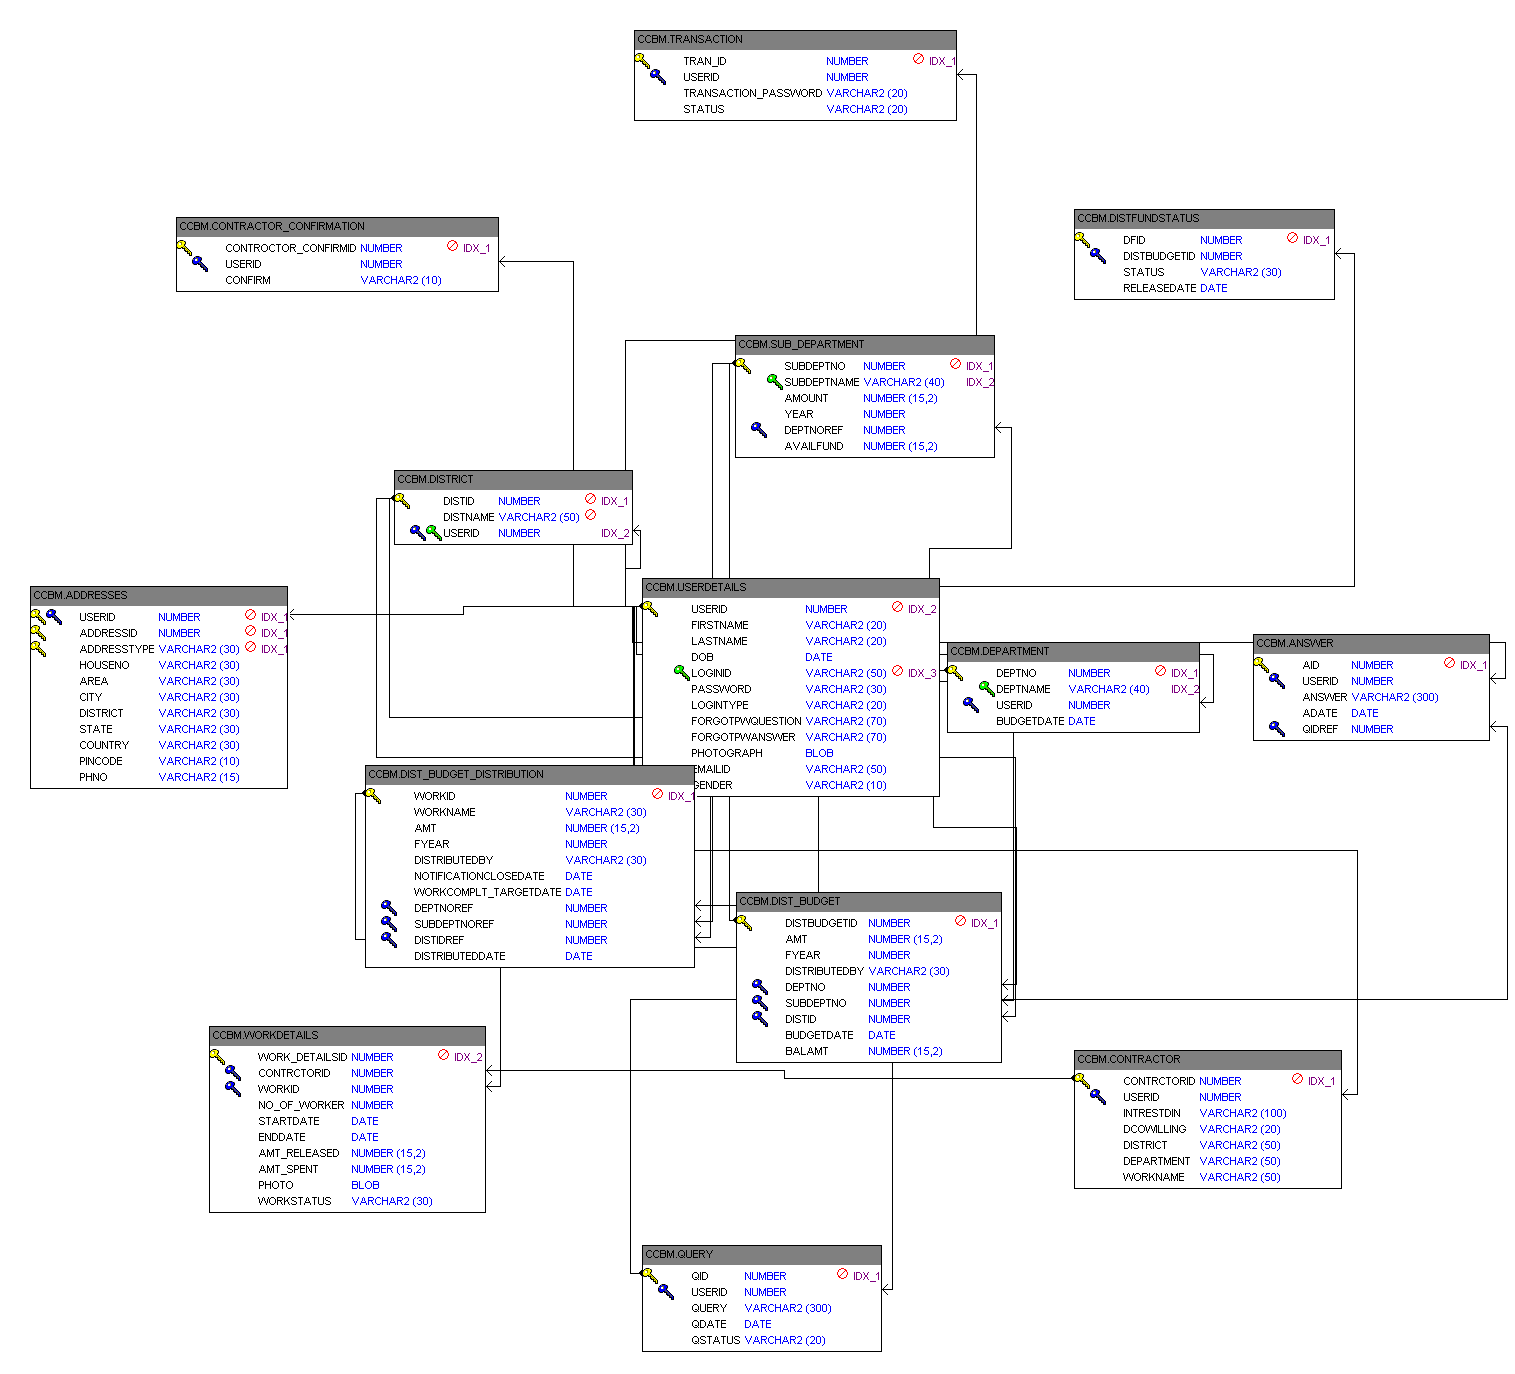 CCBM.TRANSACTION
TRAN_ID NUMBER IDX_1
USERID NUMBER
TRANSACTION_PASSWORD VARCHAR2 (20)
STATUS VARCHAR2 (20)
CCBM.CONTRACTOR_CONFIRMATION
CONTROCTOR_CONFIRMID NUMBER IDX_1
USERID NUMBER
CONFIRM VARCHAR2 (10)
CCBM.DISTFUNDSTATUS
DFID NUMBER IDX_1
DISTBUDGETID NUMBER
STATUS VARCHAR2 (30)
RELEASEDATE DATE
CCBM.SUB_DEPARTMENT
SUBDEPTNO NUMBER IDX_1
SUBDEPTNAME VARCHAR2 (40) IDX_2
AMOUNT NUMBER (15,2)
YEAR NUMBER
DEPTNOREF NUMBER
AVAILFUND NUMBER (15,2)
CCBM.DISTRICT
DISTID NUMBER IDX_1
DISTNAME VARCHAR2 (50)
USERID NUMBER IDX_2
CCBM.ADDRESSES
USERID NUMBER IDX_1
ADDRESSID NUMBER IDX_1
ADDRESSTYPE VARCHAR2 (30) IDX_1
HOUSENO VARCHAR2 (30)
AREA VARCHAR2 (30)
CITY VARCHAR2 (30)
DISTRICT VARCHAR2 (30)
STATE VARCHAR2 (30)
COUNTRY VARCHAR2 (30)
PINCODE VARCHAR2 (10)
PHNO VARCHAR2 (15)
CCBM.USERDETAILS
USERID NUMBER IDX_2
FIRSTNAME VARCHAR2 (20)
LASTNAME VARCHAR2 (20)
DOB DATE
LOGINID VARCHAR2 (50) IDX_3
PASSWORD VARCHAR2 (30)
LOGINTYPE VARCHAR2 (20)
FORGOTPWQUESTION VARCHAR2 (70)
FORGOTPWANSWER VARCHAR2 (70)
PHOTOGRAPH BLOB
EMAILID VARCHAR2 (50)
GENDER VARCHAR2 (10)
CCBM.DEPARTMENT
DEPTNO NUMBER IDX_1
DEPTNAME VARCHAR2 (40) IDX_2
USERID NUMBER
BUDGETDATE DATE
CCBM.ANSWER
AID NUMBER IDX_1
USERID NUMBER
ANSWER VARCHAR2 (300)
ADATE DATE
QIDREF NUMBER
CCBM.DIST_BUDGET_DISTRIBUTION
WORKID NUMBER IDX_1
WORKNAME VARCHAR2 (30)
AMT NUMBER (15,2)
FYEAR NUMBER
DISTRIBUTEDBY VARCHAR2 (30)
NOTIFICATIONCLOSEDATE DATE
WORKCOMPLT_TARGETDATE DATE
DEPTNOREF NUMBER
SUBDEPTNOREF NUMBER
DISTIDREF NUMBER
DISTRIBUTEDDATE DATE
CCBM.DIST_BUDGET
DISTBUDGETID NUMBER IDX_1
AMT NUMBER (15,2)
FYEAR NUMBER
DISTRIBUTEDBY VARCHAR2 (30)
DEPTNO NUMBER
SUBDEPTNO NUMBER
DISTID NUMBER
BUDGETDATE DATE
BALAMT NUMBER (15,2)
CCBM.WORKDETAILS
WORK_DETAILSID NUMBER IDX_2
CONTRCTORID NUMBER
WORKID NUMBER
NO_OF_WORKER NUMBER
STARTDATE DATE
ENDDATE DATE
AMT_RELEASED NUMBER (15,2)
AMT_SPENT NUMBER (15,2)
PHOTO BLOB
WORKSTATUS VARCHAR2 (30)
CCBM.CONTRACTOR
CONTRCTORID NUMBER IDX_1
USERID NUMBER
INTRESTDIN VARCHAR2 (100)
DCOWILLING VARCHAR2 (20)
DISTRICT VARCHAR2 (50)
DEPARTMENT VARCHAR2 (50)
WORKNAME VARCHAR2 (50)
CCBM.QUERY
QID NUMBER IDX_1
USERID NUMBER
QUERY VARCHAR2 (300)
QDATE DATE
QSTATUS VARCHAR2 (20)